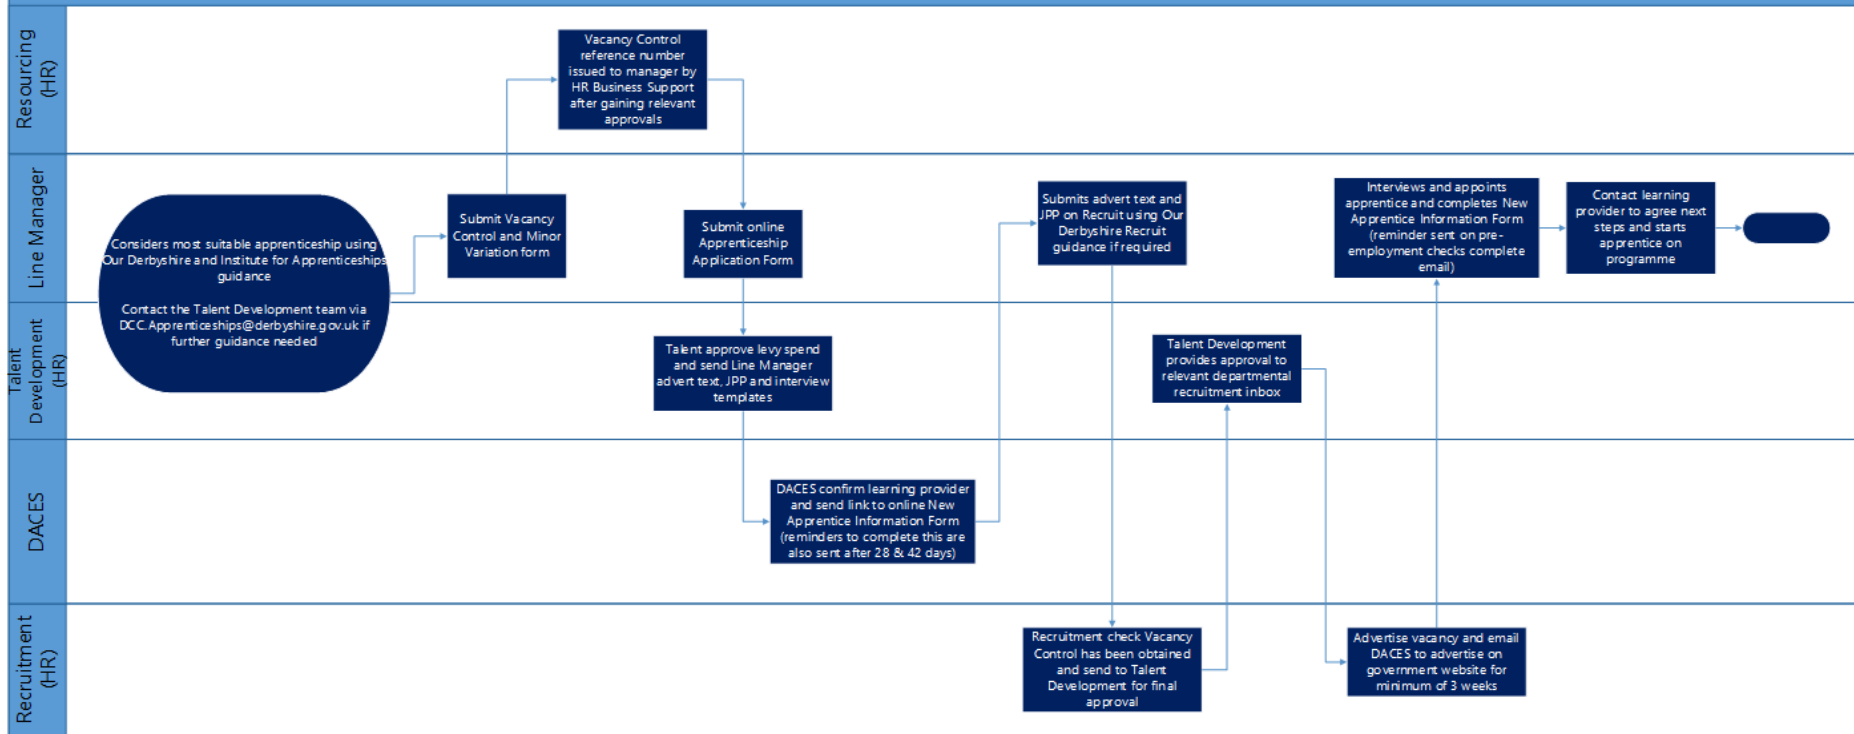 Resourcing
(HR)
Vacancy Control
reference number
issued to manager by
HR Business Support
after gaining relevant
approvals
Line Manager
Considers most suitable apprenticeship using
Our Derbyshire and Institute for Apprenticeships
guidance
Contact the Talent Development team via
DCC.Apprenticeships@derbyshire.gov.uk if
further guidance needed
Submit Vacancy
Control and Minor
Variation form
Submit online
Apprenticeship
Application Form
Submits advert text and
JPP on Recruit using Our
Derbyshire Recruit
guidance if required
Interviews and appoints
apprentice and completes New
Apprentice Information Form
(reminder sent on pre-
employment checks complete
email)
Contact learning
provider to agree next
steps and starts
apprentice on
programme
Talent
Development
(HR)
Talent approve levy spend
and send Line Manager
advert text, JPP and interview
templates
Talent Development
provides approval to
relevant departmental
recruitment inbox
DACES
DACES confirm learning provider
and send link to online New
Apprentice Information Form
(reminders to complete this are
also sent after 28 & 42 days)
Recruitment
(HR)
Recruitment check Vacancy
Control has been obtained
and send to Talent
Development for final
approval
Advertise vacancy and email
DACES to advertise on
government website for
minimum of 3 weeks